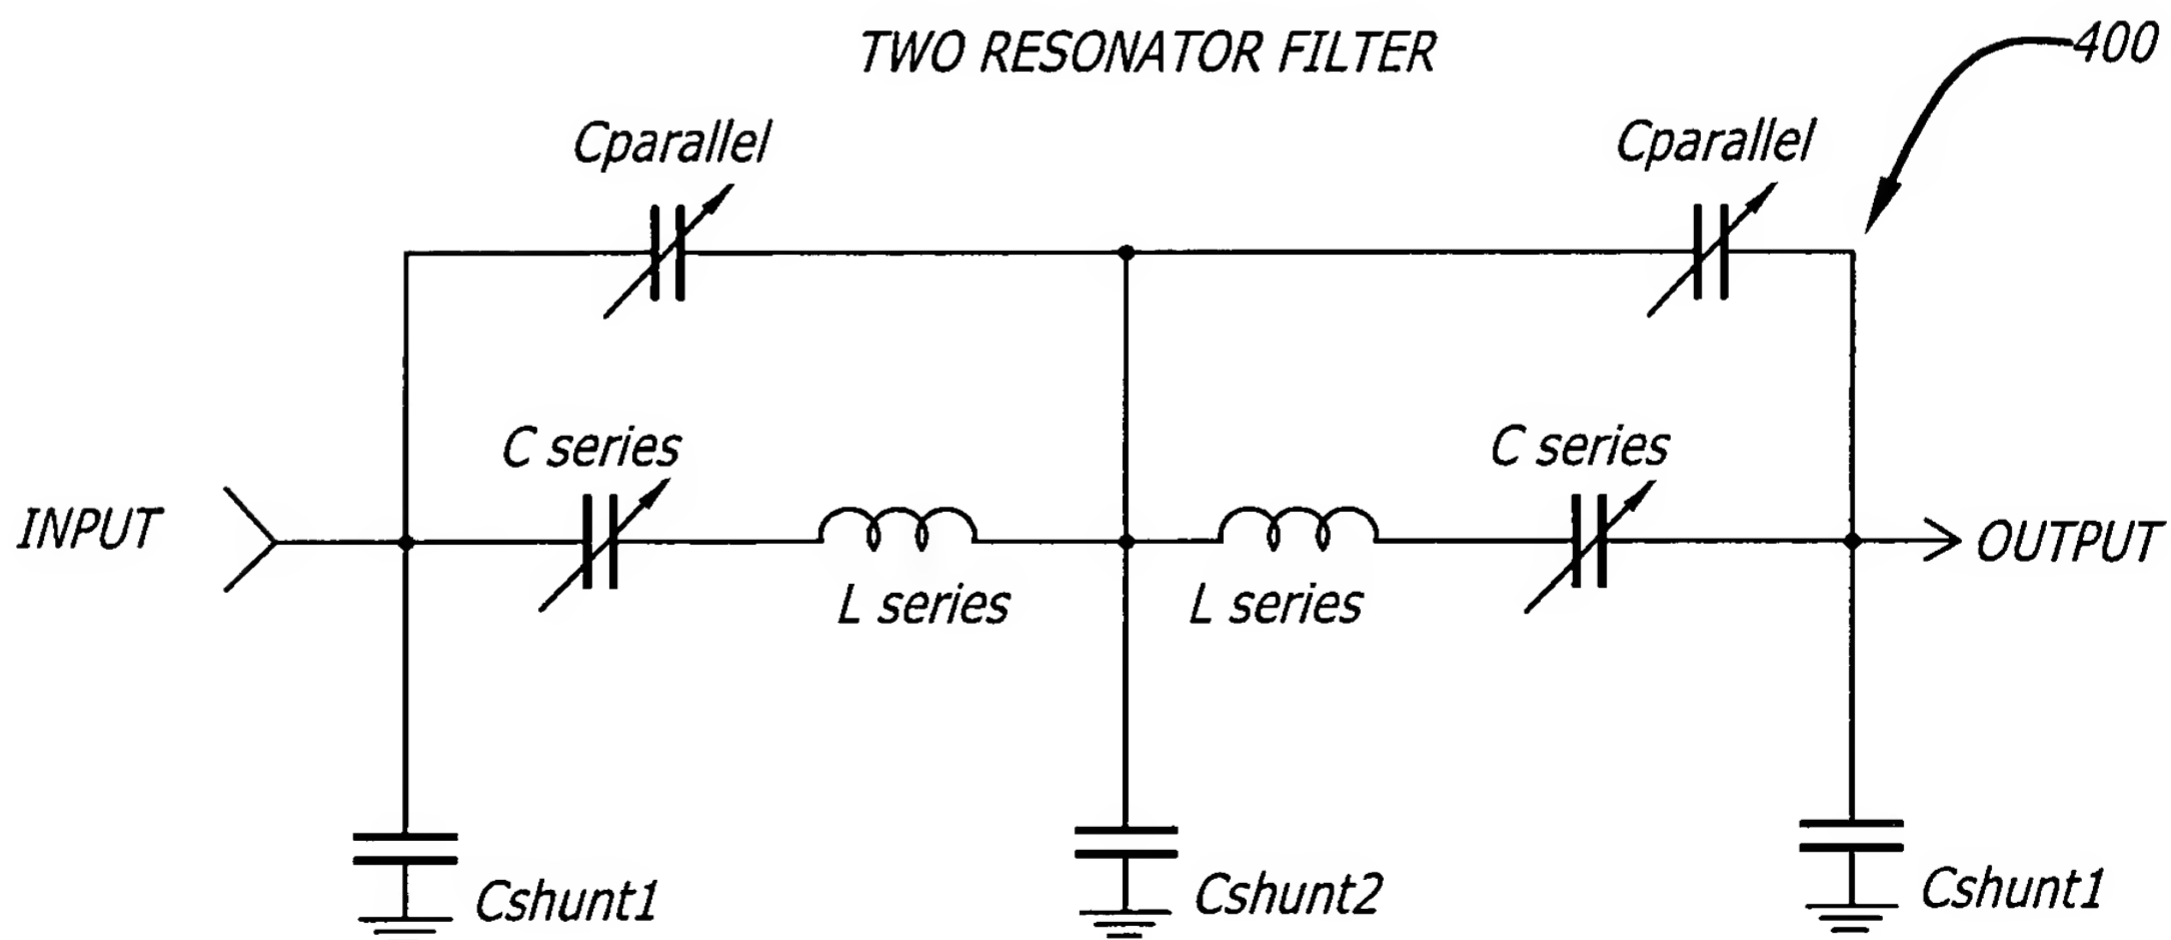 TWO RESONATOR FILTER
400
Cparallel
Cparallel
C series
C series
INPUT
OUTPUT
L series
L series
Cshunt1
Cshunt2
Cshunt1